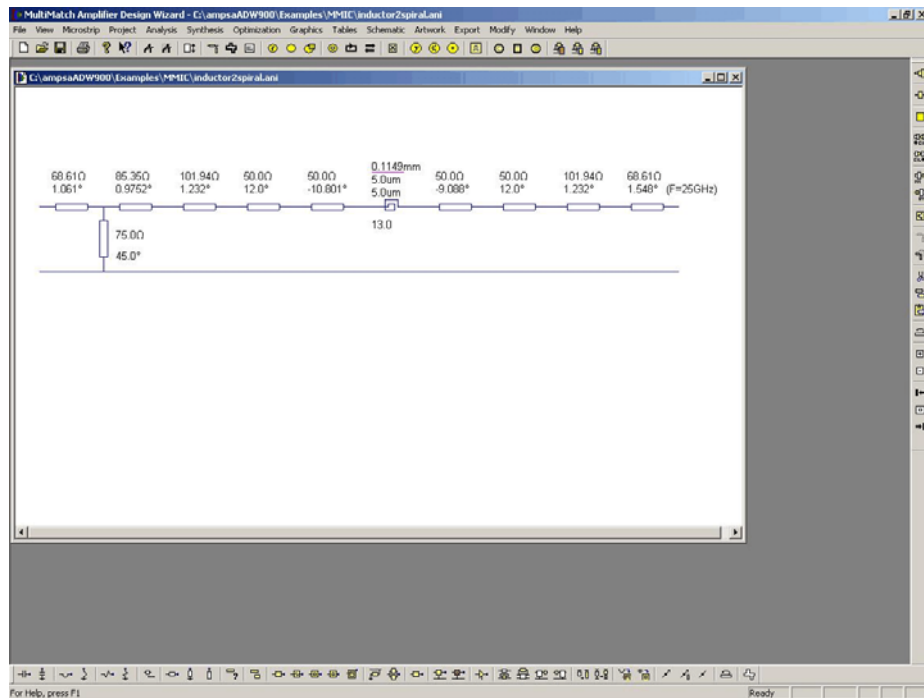 MultiMatch Amplifier Design Wizard - C:\ampsaADW900\Examples\MMIC\inductor2spiral.ani
File View Microstrip Project Analysis Synthesis Optimization Graphics Tables Schematic Artwork Export Modify Window Help
C:\ampsaADW900\Examples\MMIC\inductor2spiral.ani
68.61Ω 85.35Ω 101.94Ω 50.0Ω 50.0Ω 0.1149mm 50.0Ω 50.0Ω 101.94Ω 68.61Ω
1.061° 0.9752° 1.232° 12.0° -10.801° 5.0um -9.088° 12.0° 1.232° 1.548° (F=25GHz)
5.0um
13.0
75.0Ω
45.0°
For Help, press F1
Ready